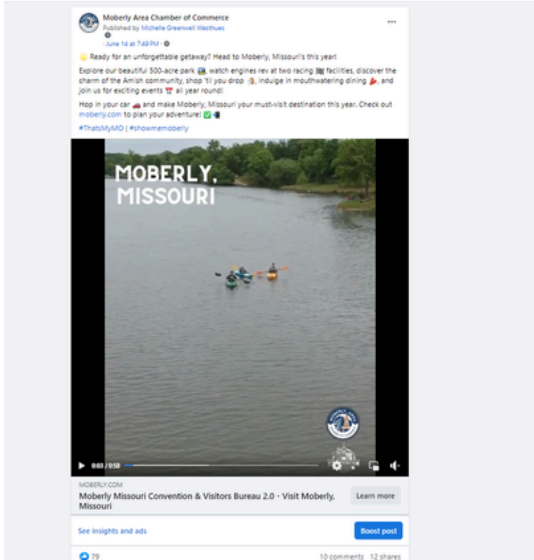 Moberly Area Chamber of Commerce
Published by Michelle Greenwell Westhues
· June 14 at 7:49 PM ·
Ready for an unforgettable getaway? Head to Moberly, Missouri's this year!
Explore our beautiful 500-acre park 🏞️, watch engines rev at two racing 🏁 facilities, discover the
charm of the Amish community, shop 'til you drop 🛍️, indulge in mouthwatering dining 🍤, and
join us for exciting events 📅 all year round!
Hop in your car 🚗 and make Moberly, Missouri your must-visit destination this year. Check out
moberly.com to plan your adventure! ✅
#ThatsMyMO | #showmemoberly
MOBERLY,
MISSOURI
0:03 / 0:58
MOBERLY.COM
Moberly Missouri Convention & Visitors Bureau 2.0 - Visit Moberly,
Missouri
Learn more
See insights and ads
Boost post
79
10 comments 12 shares